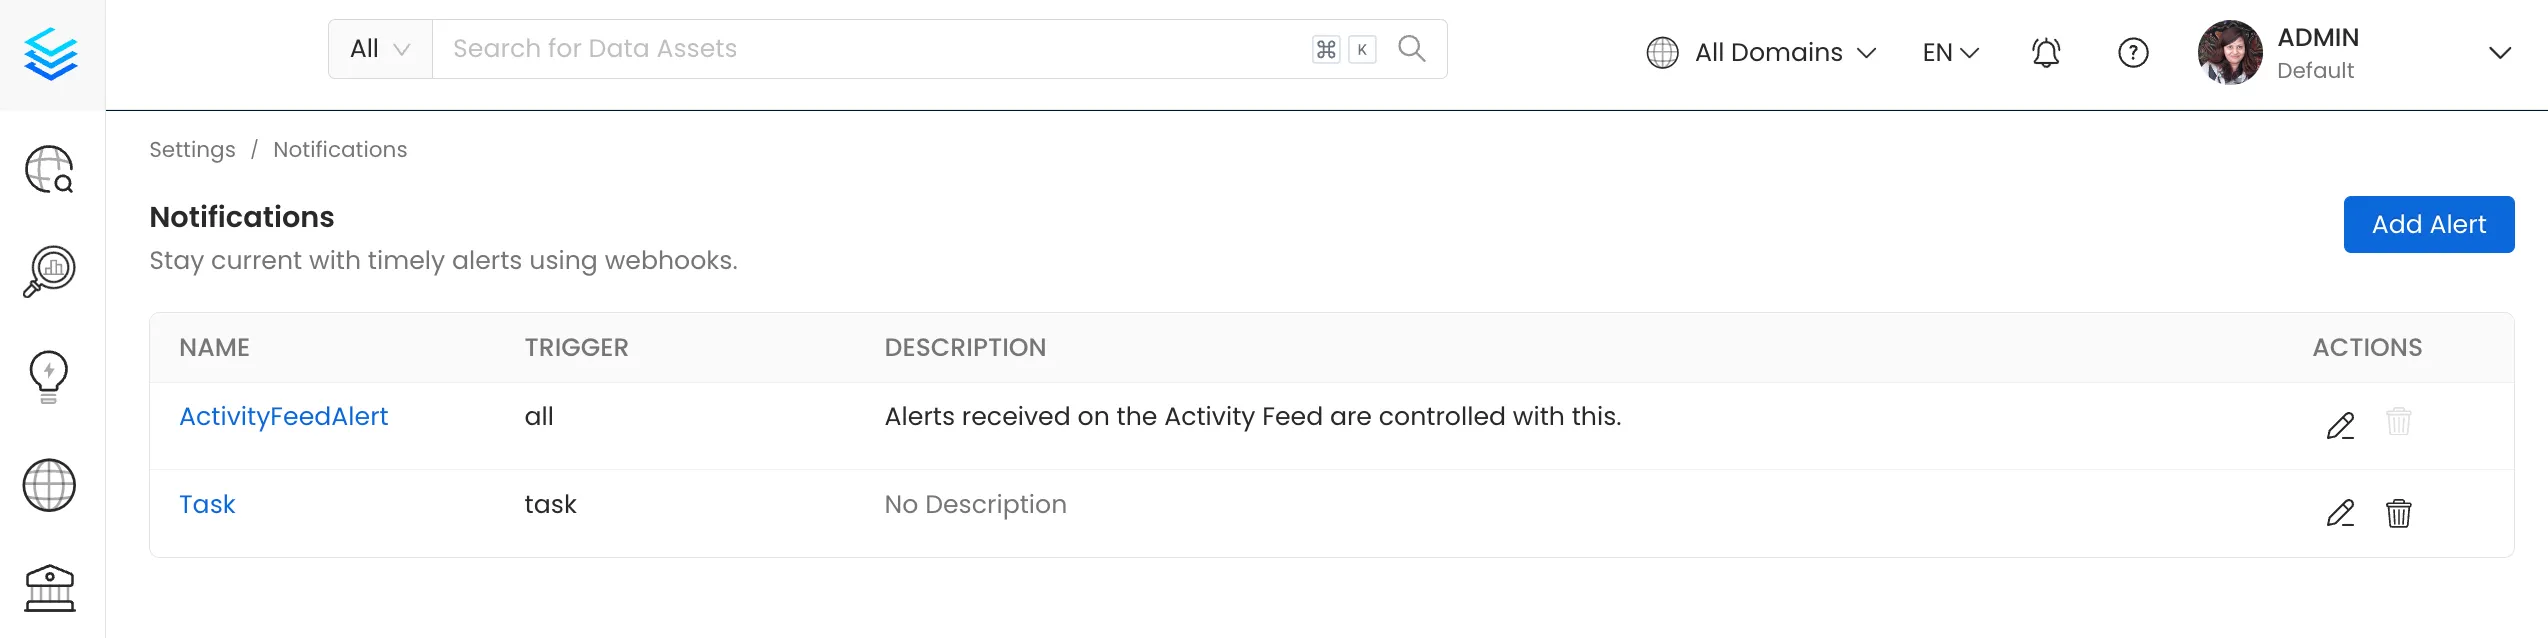 All
Search for Data Assets
⌘ K
All Domains
EN
ADMIN
Default
Settings / Notifications
Notifications
Stay current with timely alerts using webhooks.
Add Alert
NAME TRIGGER DESCRIPTION ACTIONS
ActivityFeedAlert all Alerts received on the Activity Feed are controlled with this.
Task task No Description